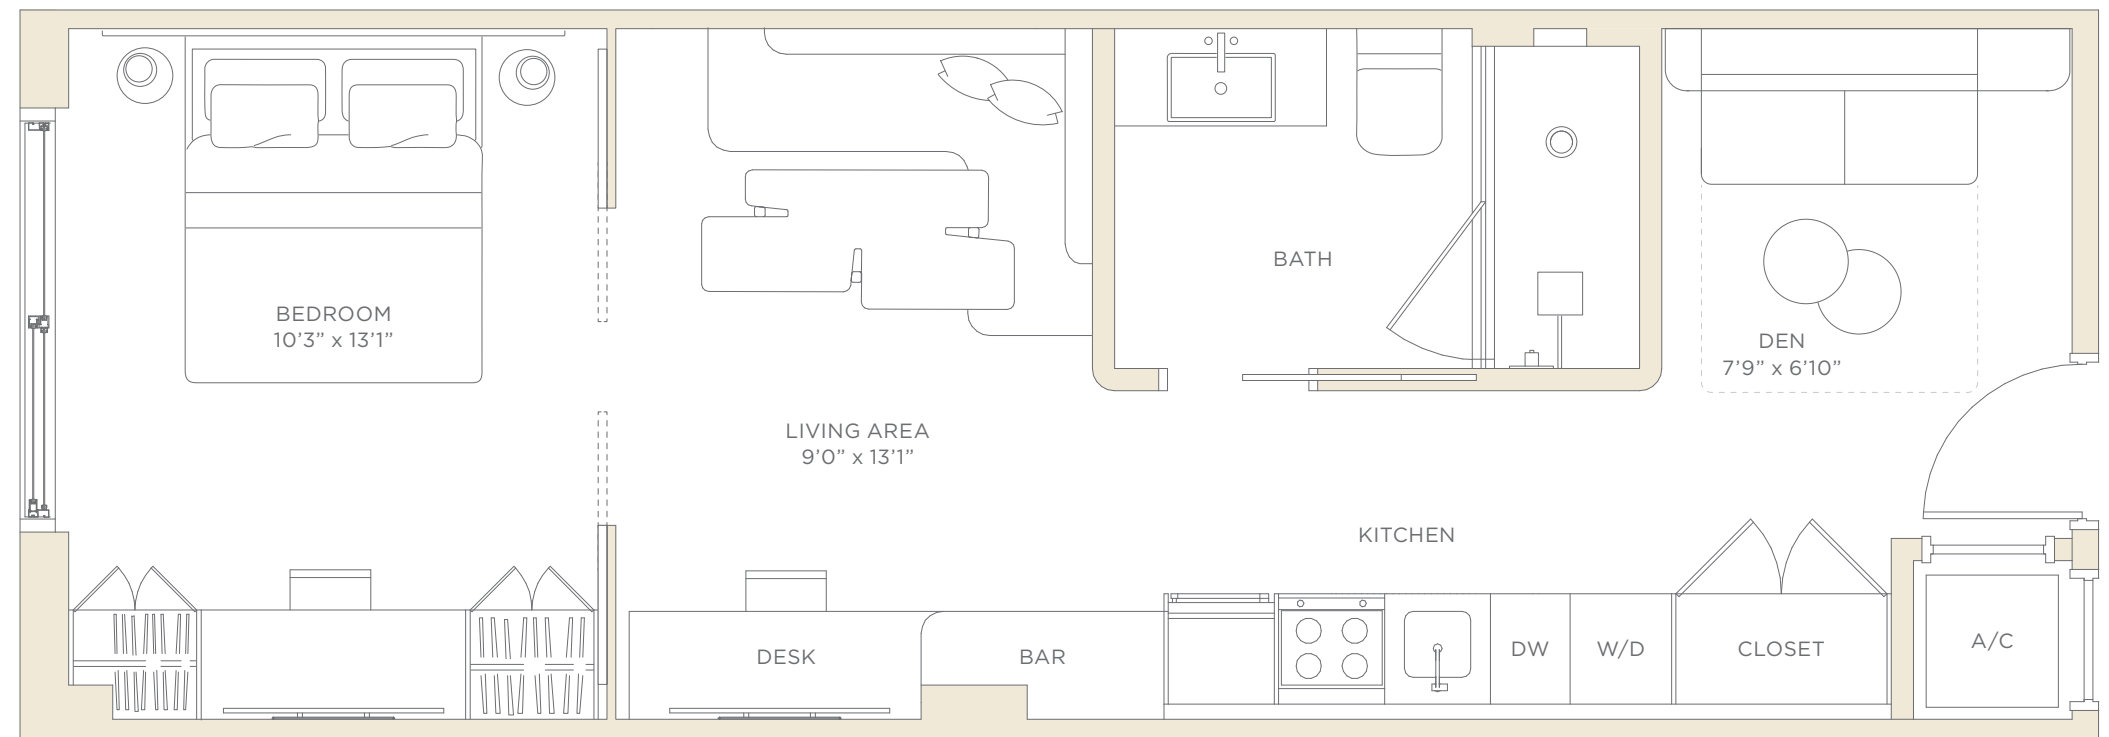 BEDROOM
10’3” x 13’1”
LIVING AREA
9’0” x 13’1”
BATH
DEN
7’9” x 6’10”
KITCHEN
DESK
BAR
DW
W/D
CLOSET
A/C